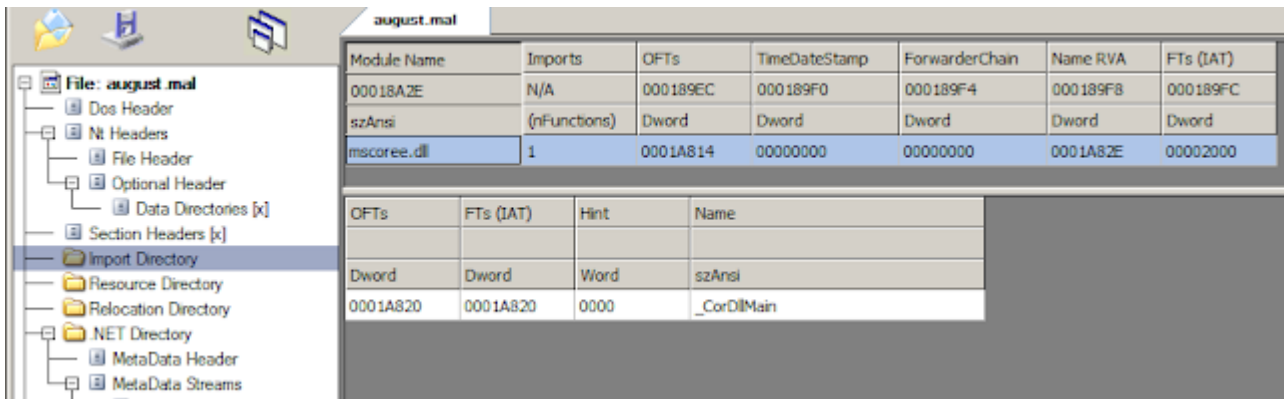 august.mal
File: august.mal
Dos Header
Nt Headers
File Header
Optional Header
Data Directories [x]
Section Headers [x]
Import Directory
Resource Directory
Relocation Directory
.NET Directory
MetaData Header
MetaData Streams
Module Name Imports OFTs TimeDateStamp ForwarderChain Name RVA FTs (IAT)
00018A2E N/A 000189EC 000189F0 000189F4 000189F8 000189FC
szAnsi (nFunctions) Dword Dword Dword Dword Dword
mscoree.dll 1 0001A814 00000000 00000000 0001A82E 00002000
OFTs FTs (IAT) Hint Name
Dword Dword Word szAnsi
0001A820 0001A820 0000 _CorDllMain